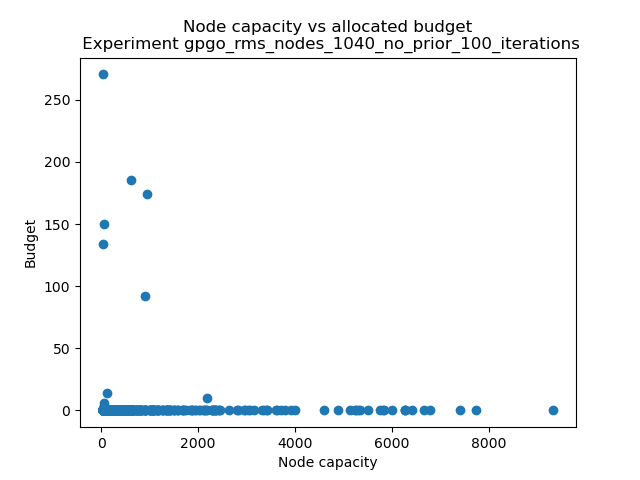 Node capacity vs allocated budget
Experiment gpgo_rms_nodes_1040_no_prior_100_iterations
250
200
150
100
50
0
Budget
0
2000
4000
6000
8000
Node capacity